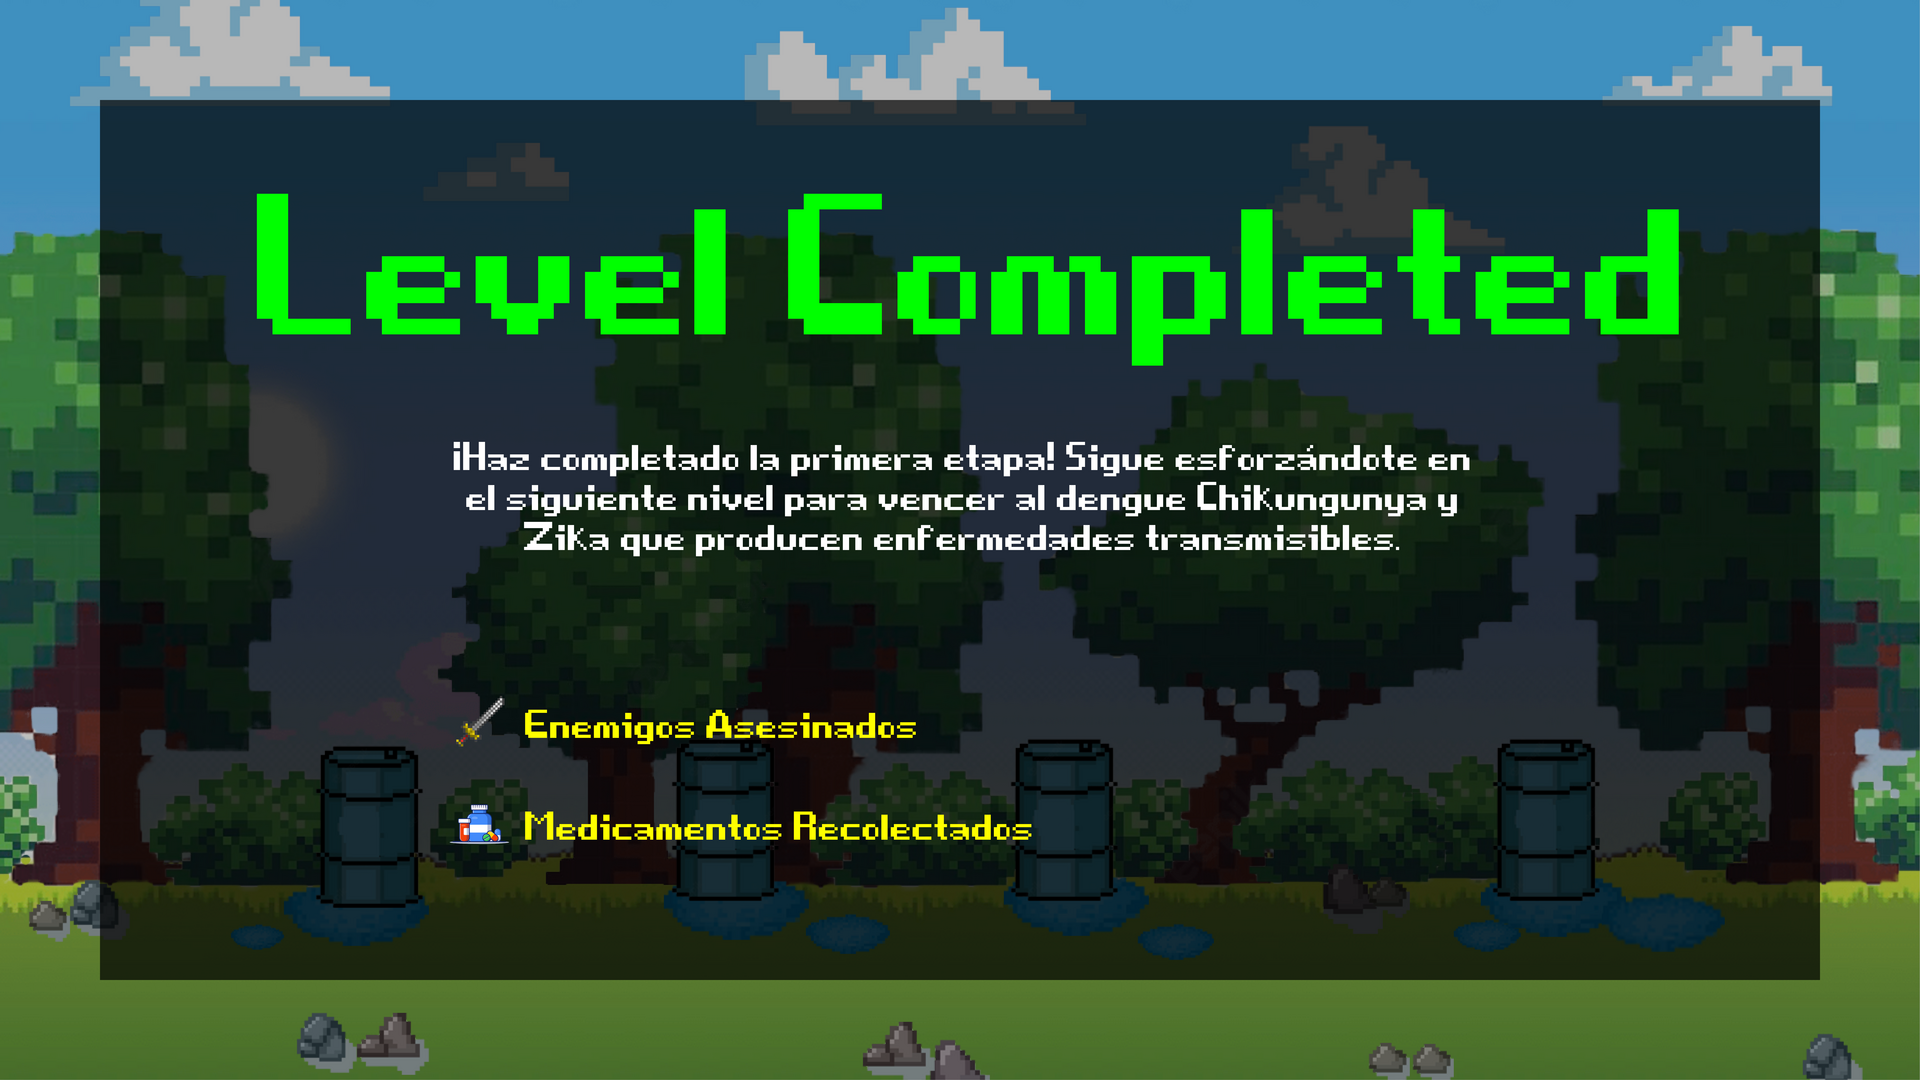 Level Completed
¡Haz completado la primera etapa! Sigue esforzándote en
el siguiente nivel para vencer al dengue Chikungunya y
Zika que producen enfermedades transmisibles.
Enemigos Asesinados
Medicamentos Recolectados